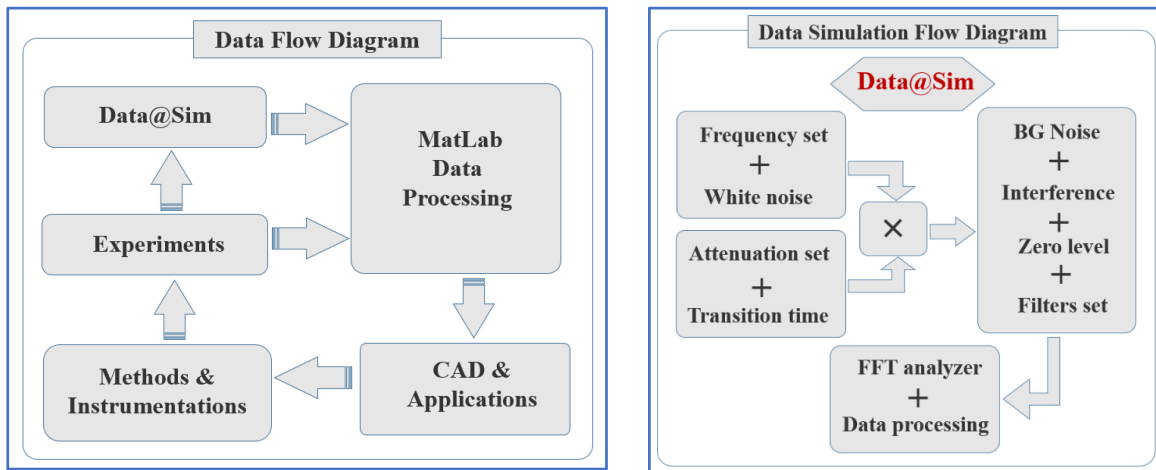 Data Flow Diagram
Data@Sim
MatLab
Data
Processing
Experiments
Methods &
Instrumentations
CAD &
Applications
Data Simulation Flow Diagram
Data@Sim
Frequency set
+
White noise
×
Attenuation set
+
Transition time
BG Noise
+
Interference
+
Zero level
+
Filters set
FFT analyzer
+
Data processing